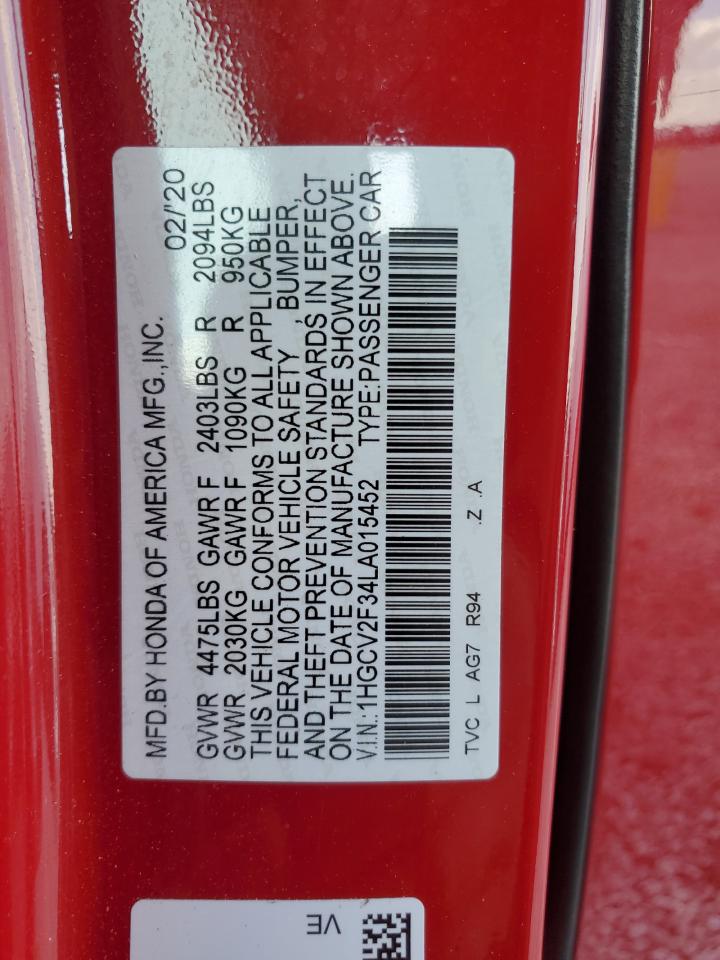 MFD.BY HONDA OF AMERICA MFG.,INC. 02/'20
GVWR 4475LBS GAWR F 2403LBS R 2094LBS
GVWR 2030KG GAWR F 1090KG R 950KG
THIS VEHICLE CONFORMS TO ALL APPLICABLE
FEDERAL MOTOR VEHICLE SAFETY , BUMPER,
AND THEFT PREVENTION STANDARDS IN EFFECT
ON THE DATE OF MANUFACTURE SHOWN ABOVE.
V.I.N.:1HGCV2F34LA015452 TYPE:PASSENGER CAR
TVC L AG7 R94 .Z .A
VE